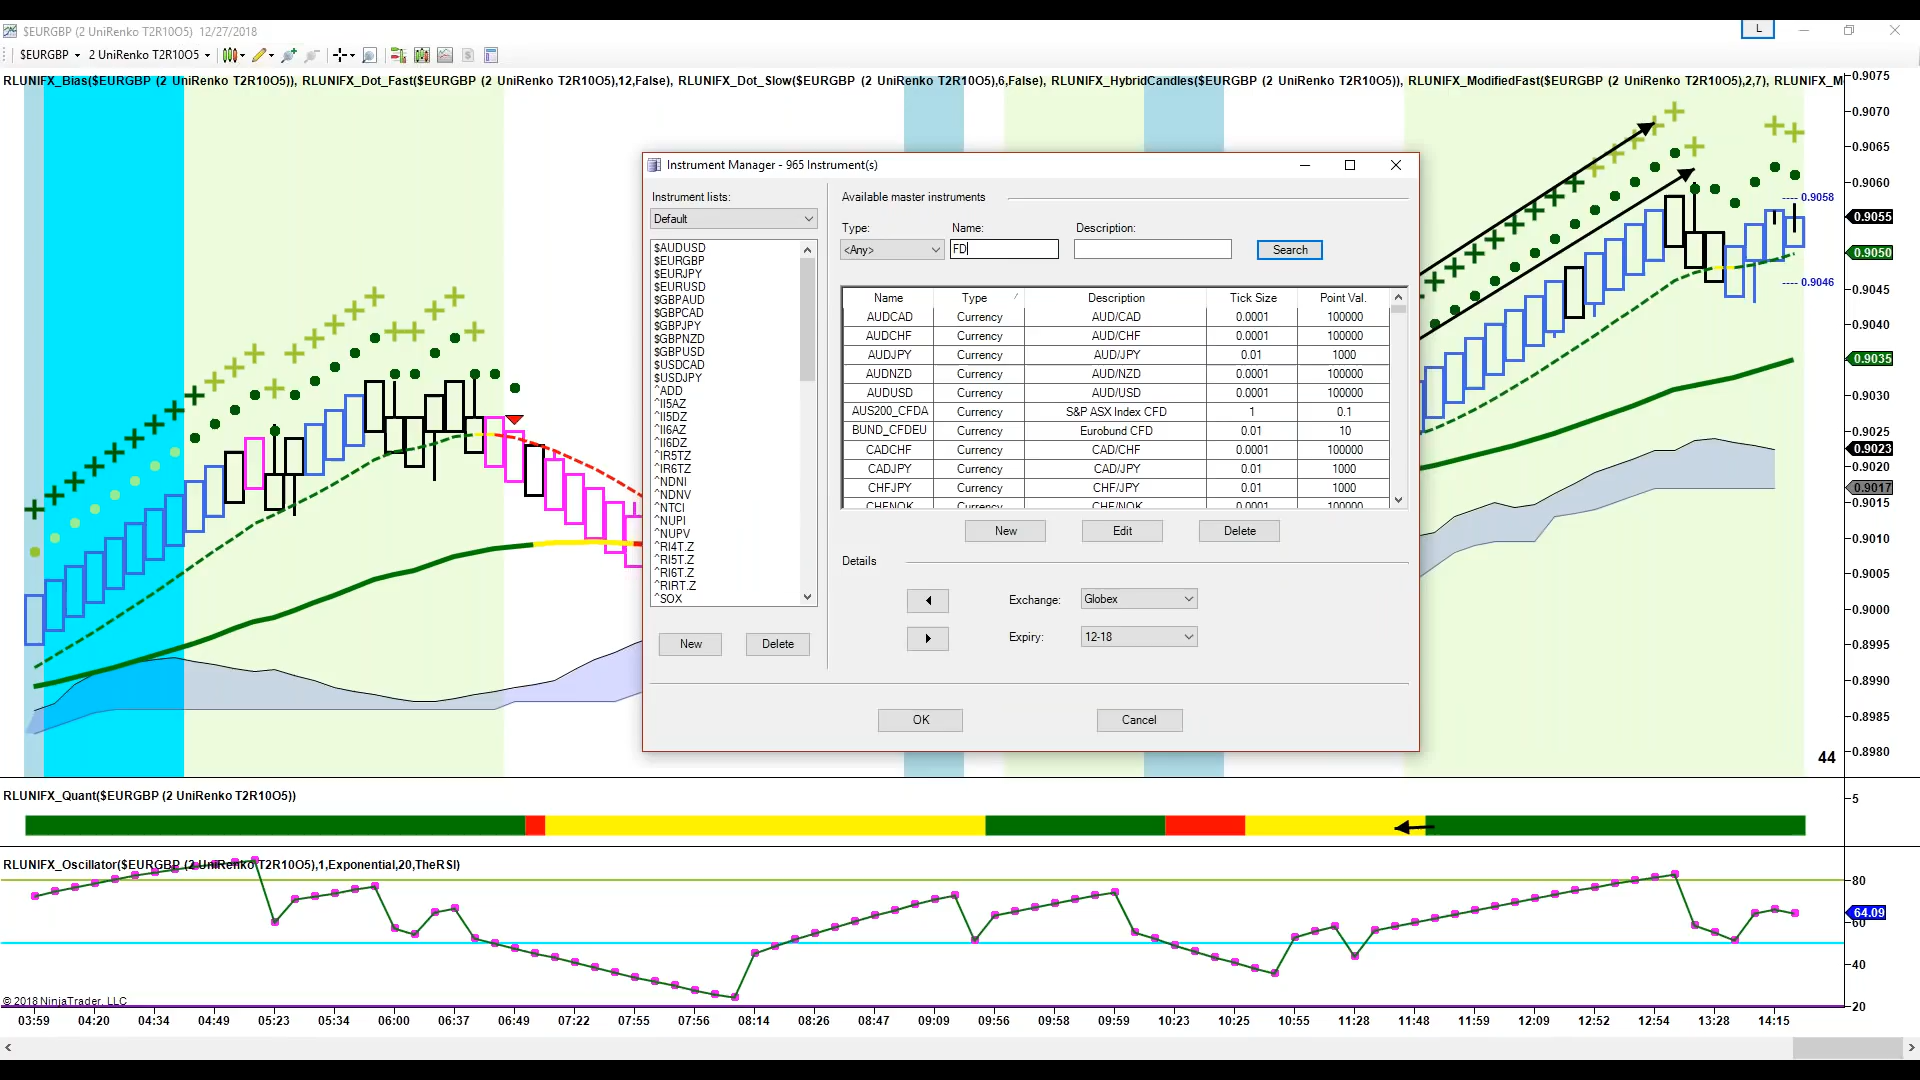 $EURGBP (2 UniRenko T2R10O5) 12/27/2018
L
$EURGBP 2 UniRenko T2R10O5
RLUNIFX_Bias($EURGBP (2 UniRenko T2R10O5)), RLUNIFX_Dot_Fast($EURGBP (2 UniRenko T2R10O5),12,False), RLUNIFX_Dot_Slow($EURGBP (2 UniRenko T2R10O5),6,False), RLUNIFX_HybridCandles($EURGBP (2 UniRenko T2R10O5)), RLUNIFX_ModifiedFast($EURGBP (2 UniRenko T2R10O5),2,7), RLUNIFX_M
0.9075
0.9070
0.9065
0.9060
0.9058
0.9055
0.9050
0.9046
0.9045
0.9040
0.9035
0.9030
0.9025
0.9023
0.9020
0.9017
0.9015
0.9010
0.9005
0.9000
0.8995
0.8990
0.8985
0.8980
44
Instrument Manager - 965 Instrument(s)
Instrument lists:
Default
$AUDUSD
$EURGBP
$EURJPY
$EURUSD
$GBPAUD
$GBPCAD
$GBPJPY
$GBPNZD
$GBPUSD
$USDCAD
$USDJPY
^ADD
^II5AZ
^II5DZ
^II6AZ
^II6DZ
^IR5TZ
^IR6TZ
^NDNI
^NDNV
^NTCI
^NUPI
^NUPV
^RI4T.Z
^RI5T.Z
^RI6T.Z
^RIRT.Z
^SOX
New Delete
Available master instruments
Type: Name: Description:
<Any> FD Search
Name Type Description Tick Size Point Val.
AUDCAD Currency AUD/CAD 0.0001 100000
AUDCHF Currency AUD/CHF 0.0001 100000
AUDJPY Currency AUD/JPY 0.01 1000
AUDNZD Currency AUD/NZD 0.0001 100000
AUDUSD Currency AUD/USD 0.0001 100000
AUS200_CFDA Currency S&P ASX Index CFD 1 0.1
BUND_CFDEU Currency Eurobund CFD 0.01 10
CADCHF Currency CAD/CHF 0.0001 100000
CADJPY Currency CAD/JPY 0.01 1000
CHFJPY Currency CHF/JPY 0.01 1000
CHFNOK Currency CHF/NOK 0.0001 100000
New Edit Delete
Details
Exchange: Globex
Expiry: 12-18
OK Cancel
RLUNIFX_Quant($EURGBP (2 UniRenko T2R10O5))
5
RLUNIFX_Oscillator($EURGBP (2 UniRenko T2R10O5),1,Exponential,20,TheRSI)
80
64.09
60
40
20
© 2018 NinjaTrader, LLC
03:59 04:20 04:34 04:49 05:23 05:34 06:00 06:37 06:49 07:22 07:55 07:56 08:14 08:26 08:47 09:09 09:56 09:58 09:59 10:23 10:25 10:55 11:28 11:48 11:59 12:09 12:52 12:54 13:28 14:15